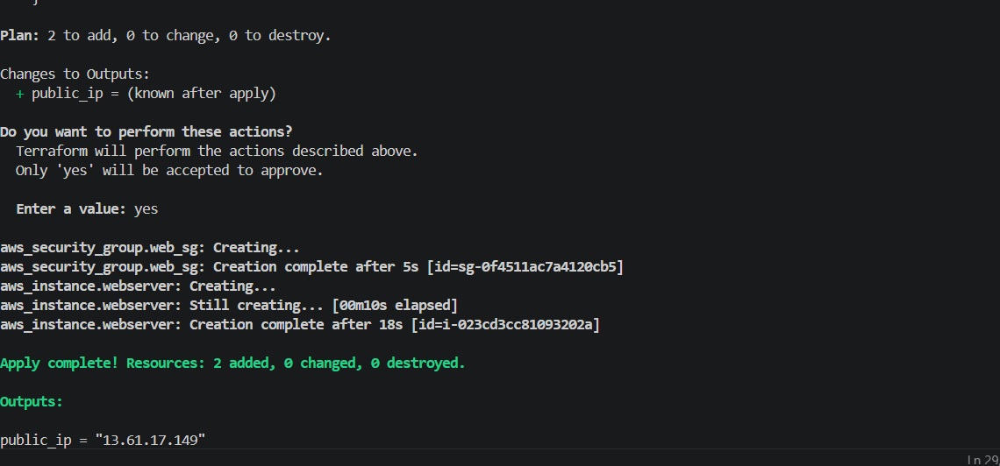 }
Plan: 2 to add, 0 to change, 0 to destroy.
Changes to Outputs:
+ public_ip = (known after apply)
Do you want to perform these actions?
Terraform will perform the actions described above.
Only 'yes' will be accepted to approve.
Enter a value: yes
aws_security_group.web_sg: Creating...
aws_security_group.web_sg: Creation complete after 5s [id=sg-0f4511ac7a4120cb5]
aws_instance.webserver: Creating...
aws_instance.webserver: Still creating... [00m10s elapsed]
aws_instance.webserver: Creation complete after 18s [id=i-023cd3cc81093202a]
Apply complete! Resources: 2 added, 0 changed, 0 destroyed.
Outputs:
public_ip = "13.61.17.149"
Ln 29